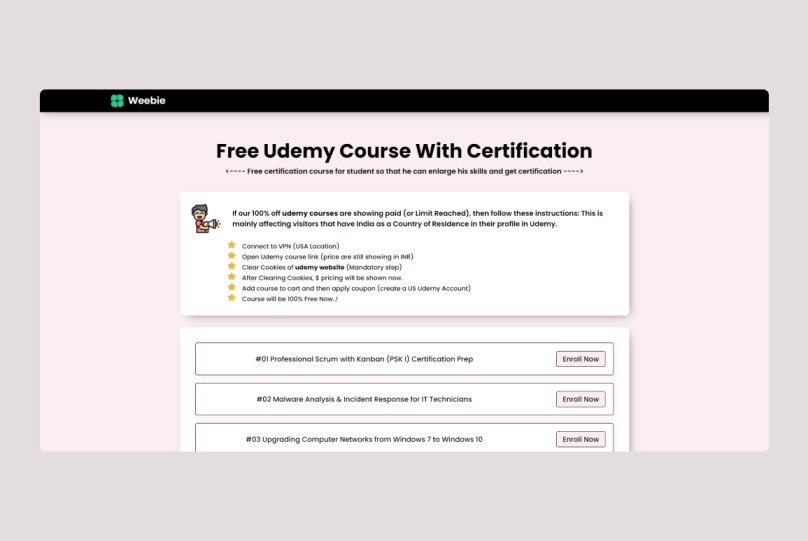 Weebie
Free Udemy Course With Certification
<---- Free certification course for student so that he can enlarge his skills and get certification ---->
If our 100% off udemy courses are showing paid (or Limit Reached), then follow these instructions: This is
mainly affecting visitors that have India as a Country of Residence in their profile in Udemy.
Connect to VPN (USA Location)
Open Udemy course link (price are still showing in INR)
Clear Cookies of udemy website (Mandatory step)
After Clearing Cookies, $ pricing will be shown now.
Add course to cart and then apply coupon (create a US Udemy Account)
Course will be 100% Free Now..!
#01 Professional Scrum with Kanban (PSK I) Certification Prep
Enroll Now
#02 Malware Analysis & Incident Response for IT Technicians
Enroll Now
#03 Upgrading Computer Networks from Windows 7 to Windows 10
Enroll Now